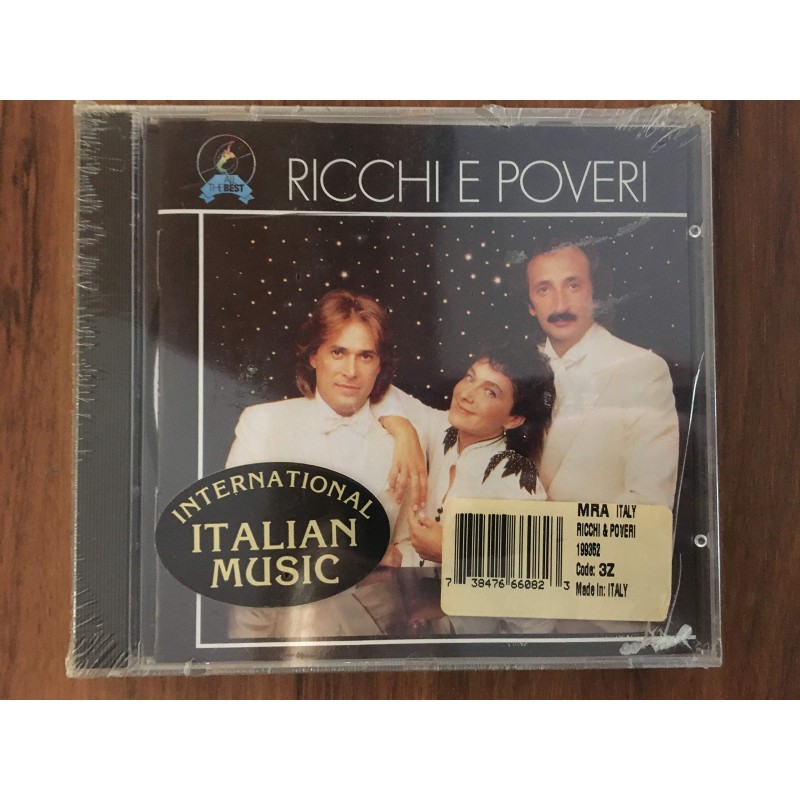 ALL
THE BEST
RICCHI E POVERI
INTERNATIONAL
ITALIAN
MUSIC
MRA ITALY
RICCHI & POVERI
199352
Code: 3Z
Made In: ITALY
7 38476 66082 3